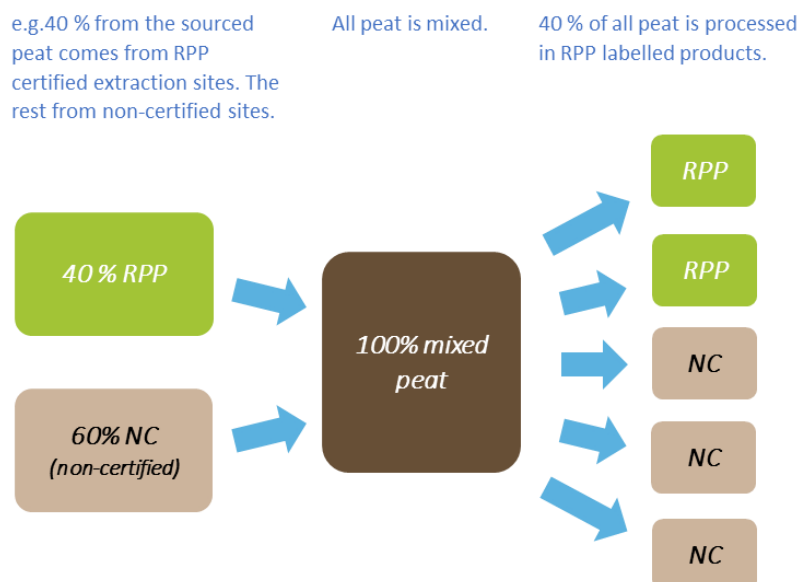 e.g.40 % from the sourced
peat comes from RPP
certified extraction sites. The
rest from non-certified sites.
All peat is mixed.
40 % of all peat is processed
in RPP labelled products.
40 % RPP
60% NC
(non-certified)
100% mixed
peat
RPP
RPP
NC
NC
NC